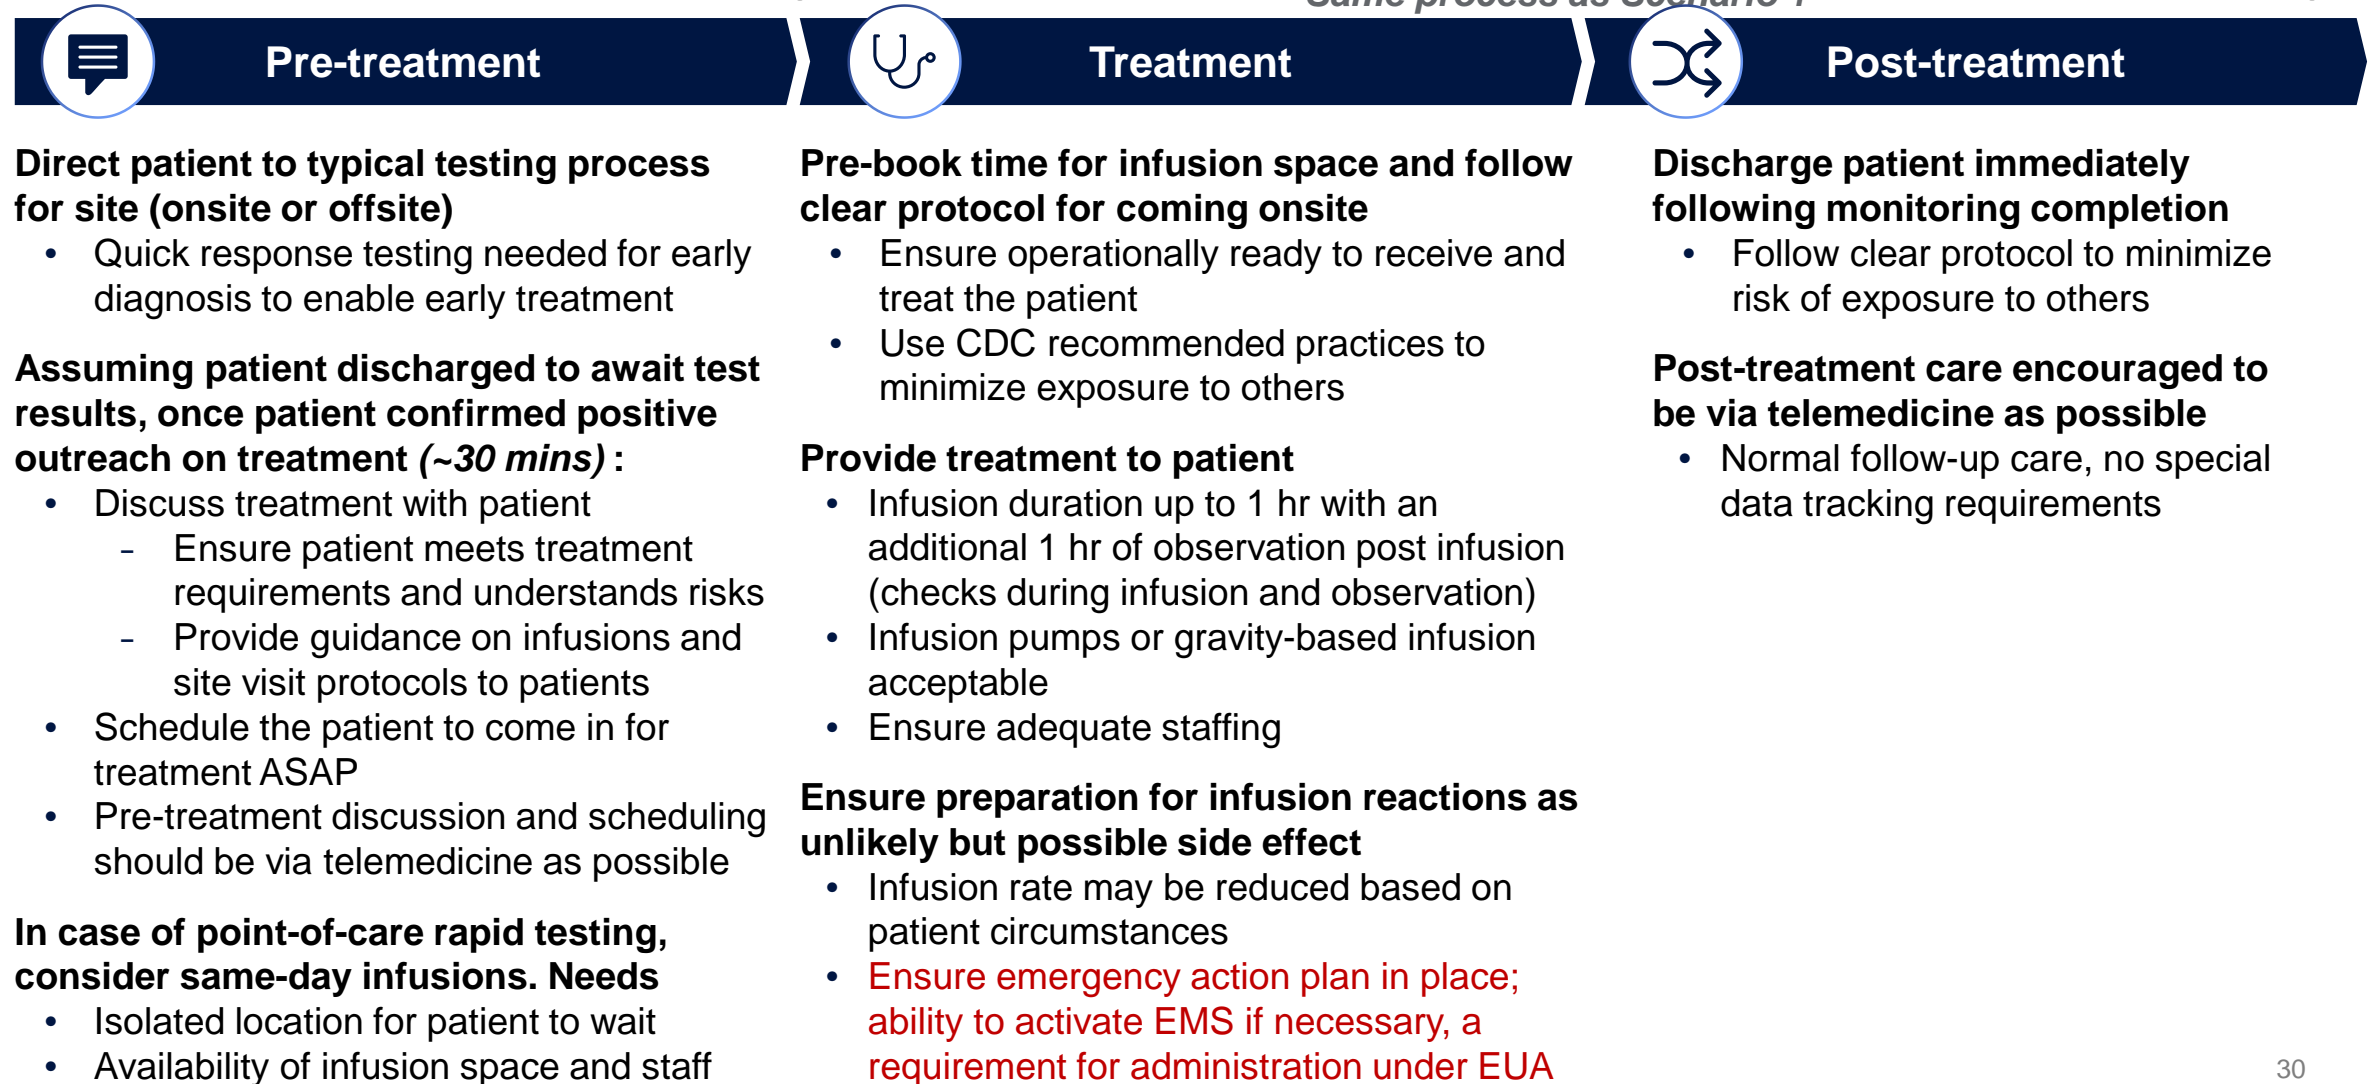 Same process as Scenario
Pre-treatment
Direct patient to typical testing process
for site (onsite or offsite)
• Quick response testing needed for early
diagnosis to enable early treatment
Assuming patient discharged to await test
results, once patient confirmed positive
outreach on treatment (~30 mins) :
• Discuss treatment with patient
- Ensure patient meets treatment
requirements and understands risks
- Provide guidance on infusions and
site visit protocols to patients
• Schedule the patient to come in for
treatment ASAP
• Pre-treatment discussion and scheduling
should be via telemedicine as possible
In case of point-of-care rapid testing,
consider same-day infusions. Needs
• Isolated location for patient to wait
• Availability of infusion space and staff
Treatment
Pre-book time for infusion space and follow
clear protocol for coming onsite
• Ensure operationally ready to receive and
treat the patient
• Use CDC recommended practices to
minimize exposure to others
Provide treatment to patient
• Infusion duration up to 1 hr with an
additional 1 hr of observation post infusion
(checks during infusion and observation)
• Infusion pumps or gravity-based infusion
acceptable
• Ensure adequate staffing
Ensure preparation for infusion reactions as
unlikely but possible side effect
• Infusion rate may be reduced based on
patient circumstances
• Ensure emergency action plan in place;
ability to activate EMS if necessary, a
requirement for administration under EUA
Post-treatment
Discharge patient immediately
following monitoring completion
• Follow clear protocol to minimize
risk of exposure to others
Post-treatment care encouraged to
be via telemedicine as possible
• Normal follow-up care, no special
data tracking requirements
30